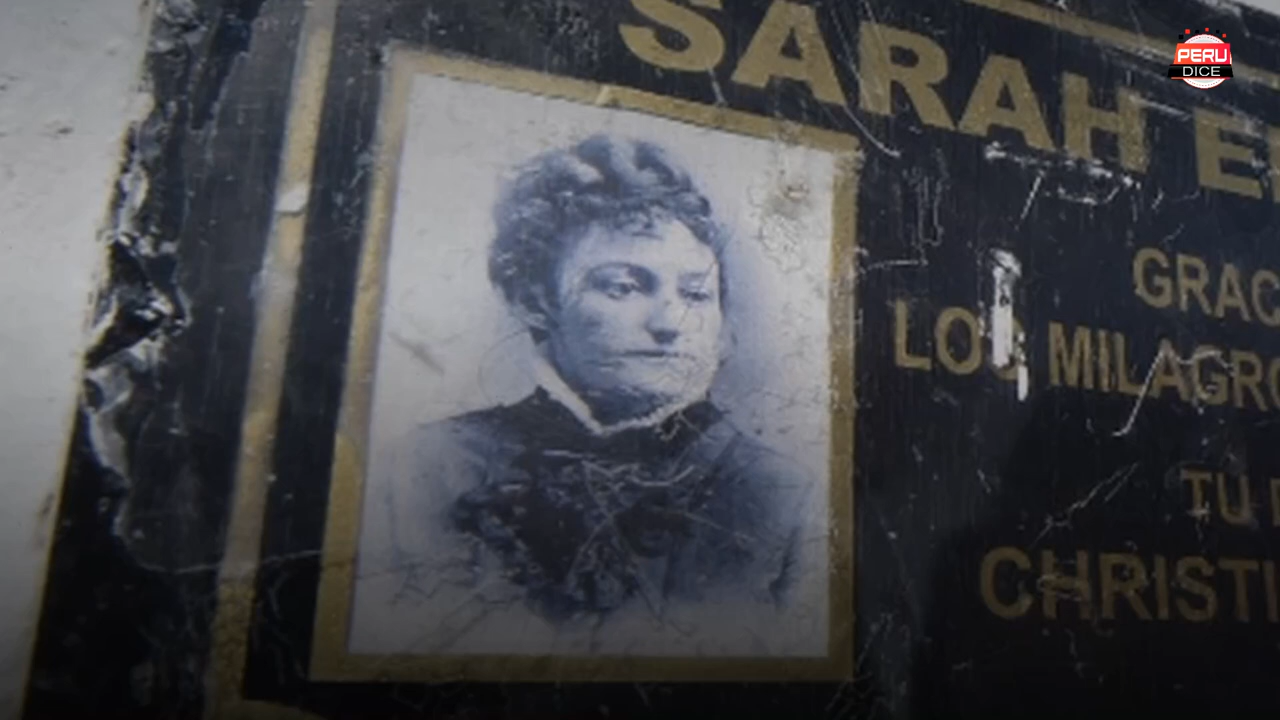 PERU
DICE
SARAH E
GRAC
LOS MILAGRO
TU
CHRISTI